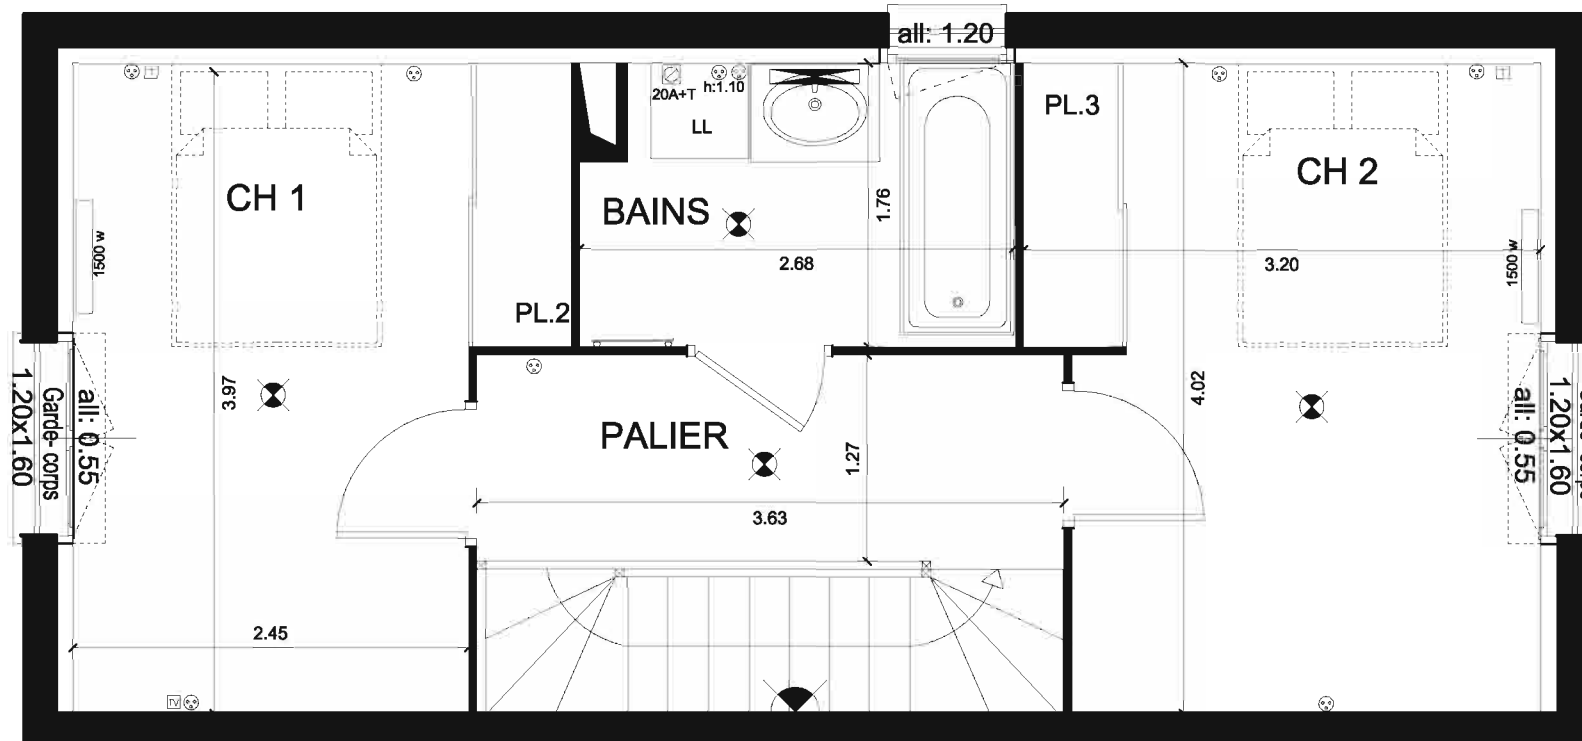 all: 1.20
20A+T
h:1.10
LL
PL.3
CH 1
CH 2
BAINS
1.76
1500 w
2.68
3.20
1500 w
PL.2
3.97
4.02
all: 0.55
Garde- corps
1.20x1.60
PALIER
1.27
all: 0.55
1.20x1.60
3.63
2.45
TV